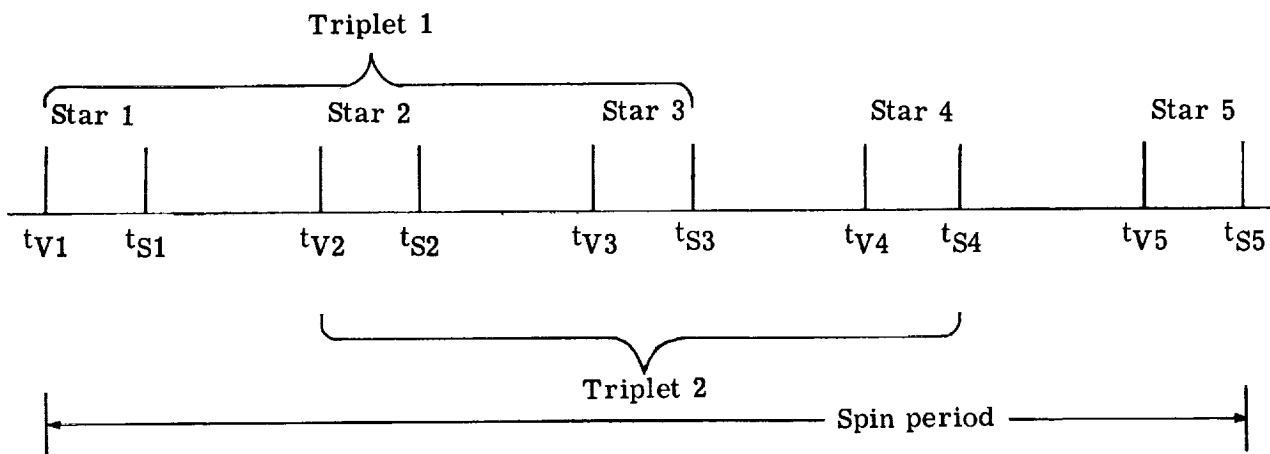 Triplet 1
Star 1 Star 2 Star 3 Star 4 Star 5
tV1 tS1 tV2 tS2 tV3 tS3 tV4 tS4 tV5 tS5
Triplet 2
Spin period